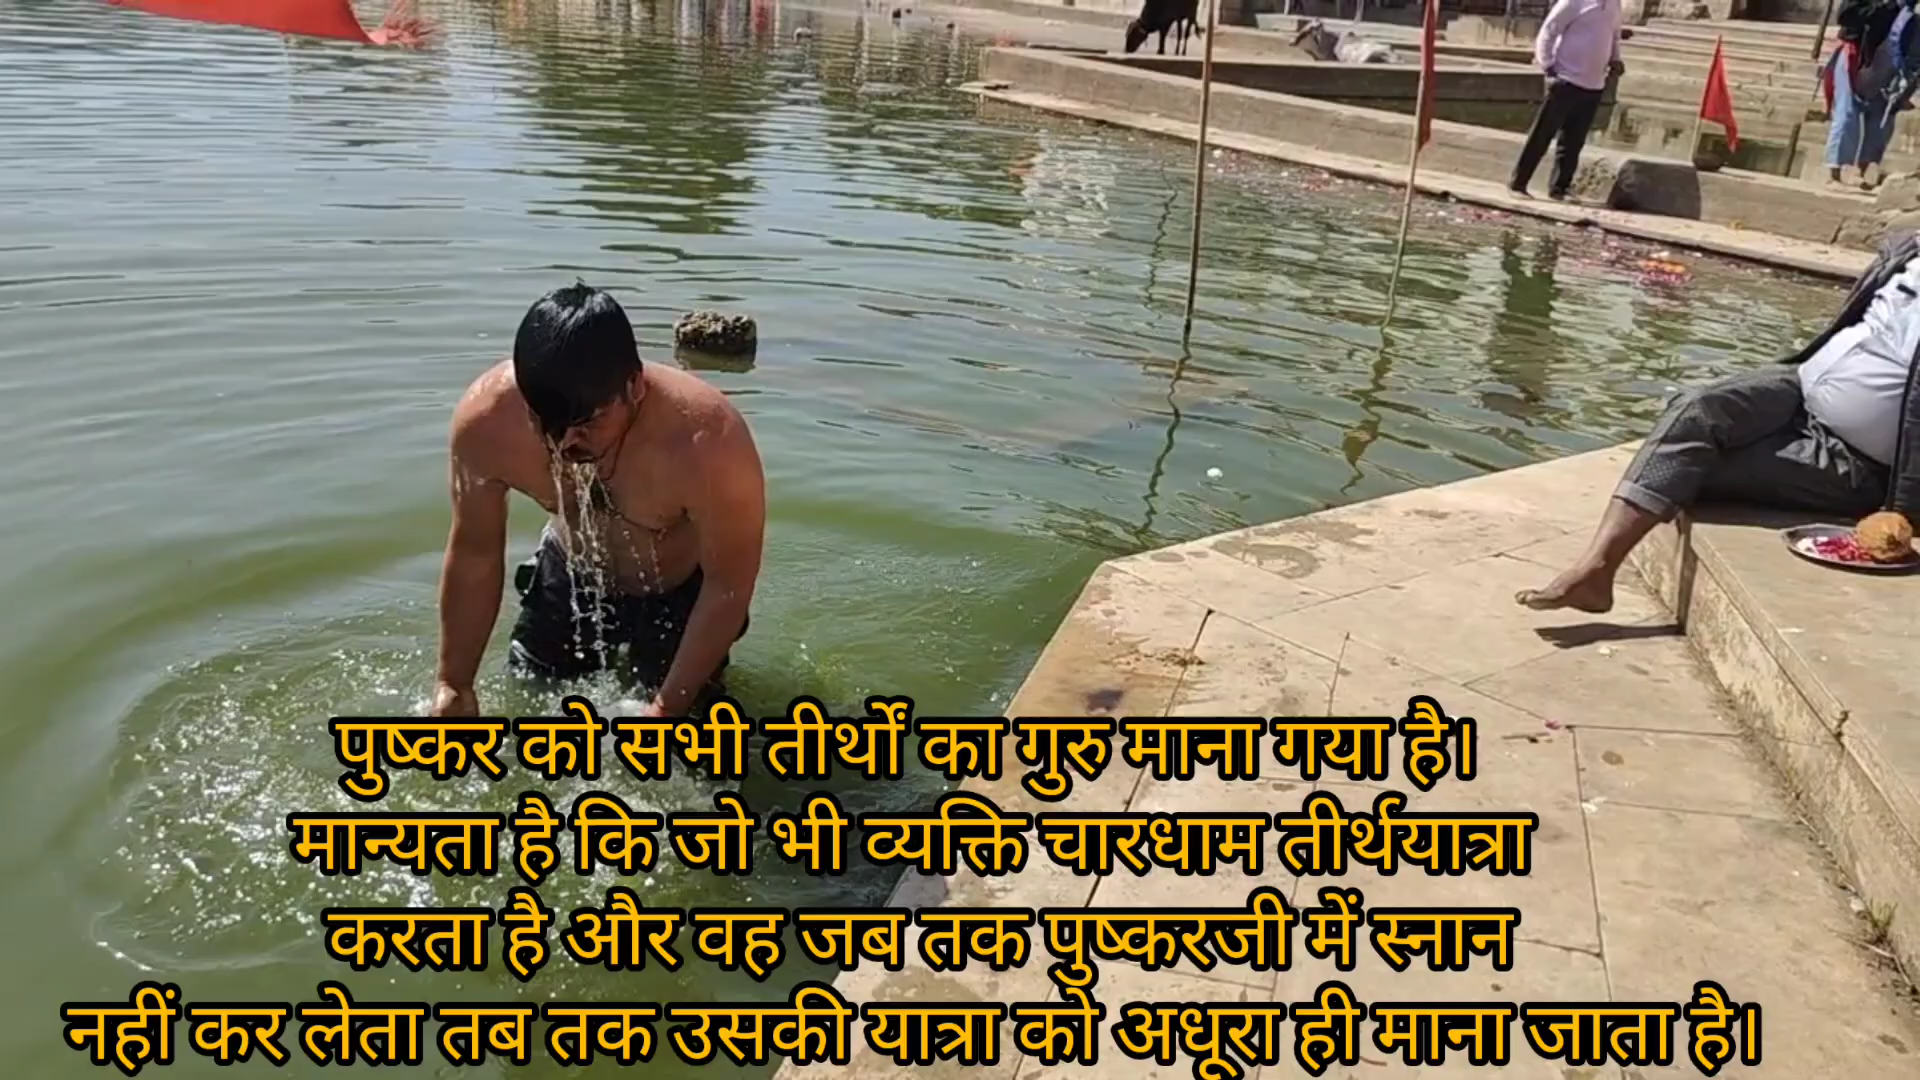 पुष्कर को सभी तीर्थों का गुरु माना गया है।
मान्यता है कि जो भी व्यक्ति चारधाम तीर्थयात्रा
करता है और वह जब तक पुष्करजी में स्नान
नहीं कर लेता तब तक उसकी यात्रा को अधूरा ही माना जाता है।